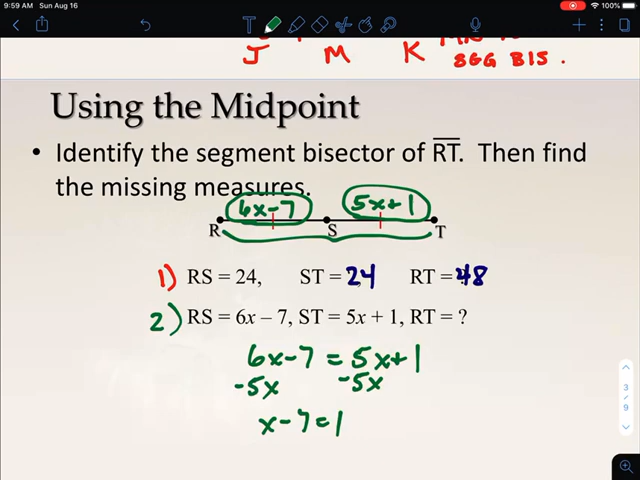 9:59 AM Sun Aug 16 100%
J M K
SGG BIS.
Using the Midpoint
• Identify the segment bisector of RT. Then find
the missing measures.
6x-7 5x+1
R S T
1) RS = 24, ST = 24 RT = 48
2) RS = 6x – 7, ST = 5x + 1, RT = ?
6x-7 = 5x+1
-5x -5x
x-7=1
3
/
9